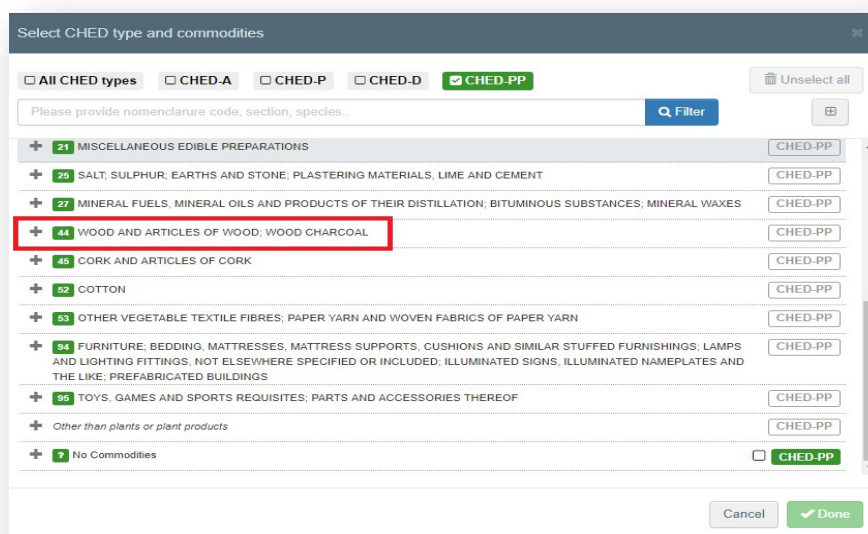 Select CHED type and commodities
All CHED types CHED-A CHED-P CHED-D CHED-PP Unselect all
Please provide nomenclarure code, section, species.. Filter
21 MISCELLANEOUS EDIBLE PREPARATIONS CHED-PP
25 SALT; SULPHUR; EARTHS AND STONE; PLASTERING MATERIALS, LIME AND CEMENT CHED-PP
27 MINERAL FUELS, MINERAL OILS AND PRODUCTS OF THEIR DISTILLATION; BITUMINOUS SUBSTANCES; MINERAL WAXES CHED-PP
44 WOOD AND ARTICLES OF WOOD; WOOD CHARCOAL CHED-PP
45 CORK AND ARTICLES OF CORK CHED-PP
52 COTTON CHED-PP
53 OTHER VEGETABLE TEXTILE FIBRES; PAPER YARN AND WOVEN FABRICS OF PAPER YARN CHED-PP
94 FURNITURE; BEDDING, MATTRESSES, MATTRESS SUPPORTS, CUSHIONS AND SIMILAR STUFFED FURNISHINGS; LAMPS CHED-PP
AND LIGHTING FITTINGS, NOT ELSEWHERE SPECIFIED OR INCLUDED; ILLUMINATED SIGNS, ILLUMINATED NAMEPLATES AND
THE LIKE; PREFABRICATED BUILDINGS
95 TOYS, GAMES AND SPORTS REQUISITES; PARTS AND ACCESSORIES THEREOF CHED-PP
Other than plants or plant products CHED-PP
? No Commodities CHED-PP
Cancel Done